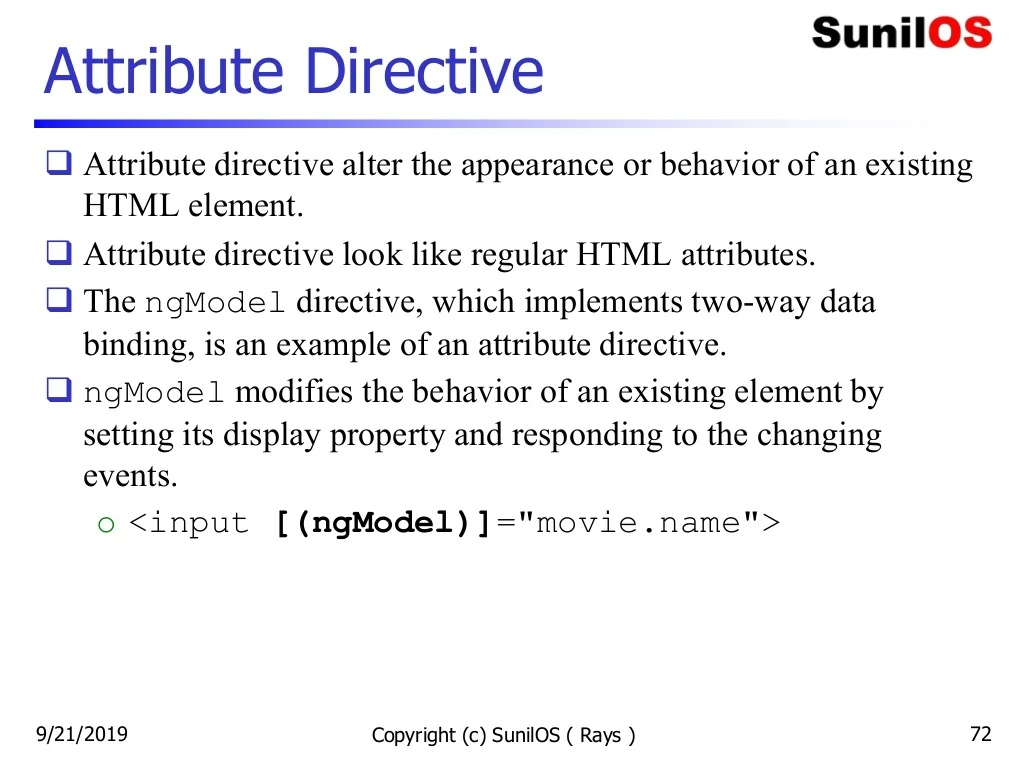 SunilOS
Attribute Directive
Attribute directive alter the appearance or behavior of an existing
HTML element.
Attribute directive look like regular HTML attributes.
The ngModel directive, which implements two-way data
binding, is an example of an attribute directive.
ngModel modifies the behavior of an existing element by
setting its display property and responding to the changing
events.
<input [(ngModel)]="movie.name">
9/21/2019
Copyright (c) SunilOS ( Rays )
72